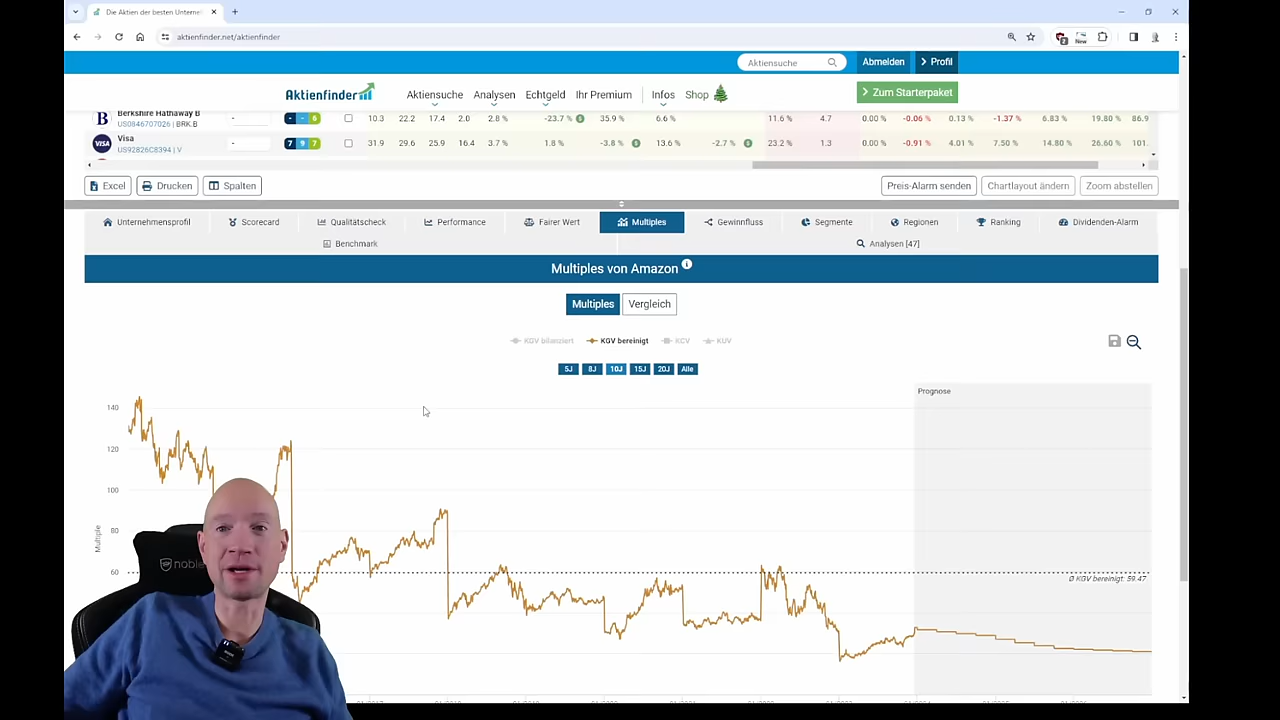 Die Aktien der besten Unterne
aktienfinder.net/aktienfinder
New
Aktiensuche
Abmelden
Profil
Aktienfinder
Aktiensuche Analysen Echtgeld Ihr Premium Infos Shop
Zum Starterpaket
B Berkshire Hathaway B - - - 6 10.3 22.2 17.4 2.0 2.8 % -23.7 % 35.9 % 6.6 % 11.6 % 4.7 0.00 % -0.06 % 0.13 % -1.37 % 6.83 % 19.80 % 86.9
US0846707026 | BRK.B
VISA Visa - 7 9 7 31.9 29.6 25.9 16.4 3.7 % 1.8 % -3.8 % 13.6 % -2.7 % 23.2 % 1.3 0.00 % -0.91 % 4.01 % 7.50 % 14.80 % 26.60 % 101.
US92826C8394 | V
Excel Drucken Spalten Preis-Alarm senden Chartlayout ändern Zoom abstellen
Unternehmensprofil Scorecard Qualitätscheck Performance Fairer Wert Multiples Gewinnfluss Segmente Regionen Ranking Dividenden-Alarm
Benchmark Analysen [47]
Multiples von Amazon
Multiples Vergleich
KGV bilanziert KGV bereinigt KCV KUV
5J 8J 10J 15J 20J Alle
Prognose
140
120
100
80
60
Multiple
Ø KGV bereinigt: 59.47
noble